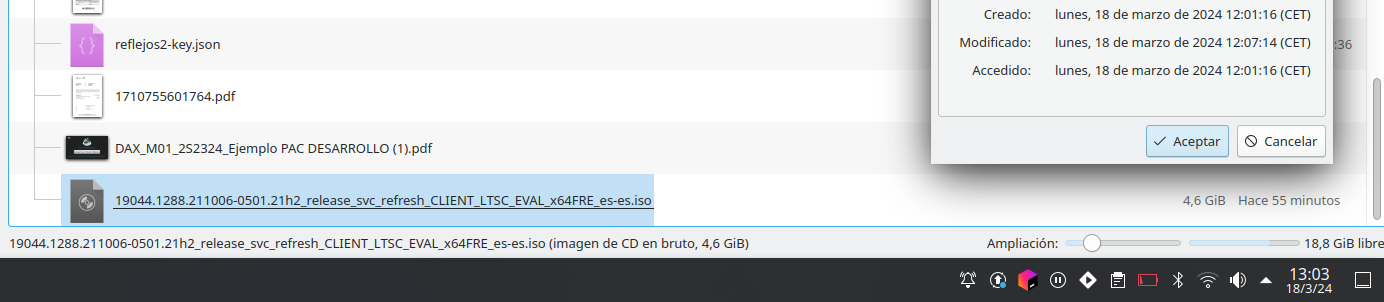 Creado: lunes, 18 de marzo de 2024 12:01:16 (CET)
reflejos2-key.json
Modificado: lunes, 18 de marzo de 2024 12:07:14 (CET)
:36
Accedido: lunes, 18 de marzo de 2024 12:01:16 (CET)
1710755601764.pdf
Aceptar
Cancelar
DAX_M01_2S2324_Ejemplo PAC DESARROLLO (1).pdf
19044.1288.211006-0501.21h2_release_svc_refresh_CLIENT_LTSC_EVAL_x64FRE_es-es.iso 4,6 GiB Hace 55 minutos
19044.1288.211006-0501.21h2_release_svc_refresh_CLIENT_LTSC_EVAL_x64FRE_es-es.iso (imagen de CD en bruto, 4,6 GiB) Ampliación: 18,8 GiB libre
13:03
18/3/24